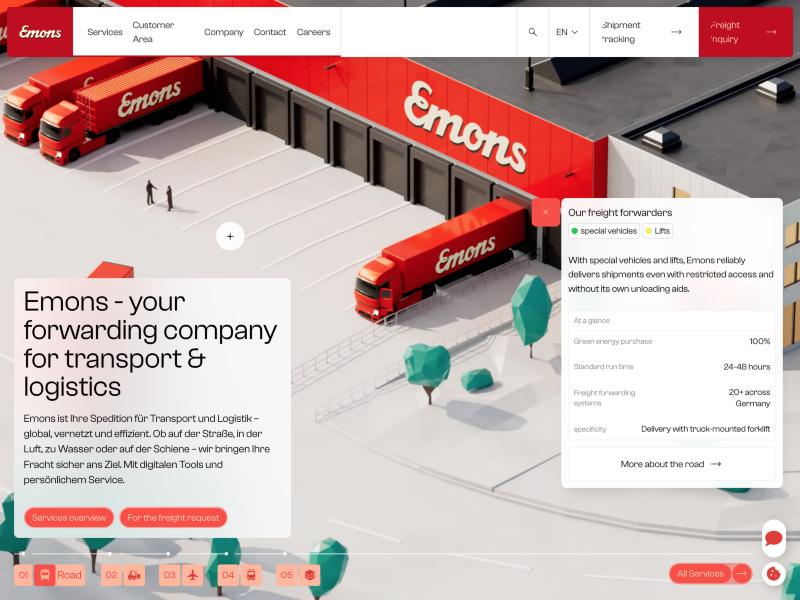 Emons
Services
Customer
Area
Company
Contact
Careers
EN
Shipment
Tracking
Freight
Inquiry
Emons
Emons
Emons
Our freight forwarders
special vehicles
Lifts
With special vehicles and lifts, Emons reliably
delivers shipments even with restricted access and
without its own unloading aids.
At a glance
Green energy purchase
100%
Standard run time
24-48 hours
Freight forwarding
systems
20+ across
Germany
specificity
Delivery with truck-mounted forklift
More about the road
Emons - your
forwarding company
for transport &
logistics
Emons ist Ihre Spedition für Transport und Logistik –
global, vernetzt und effizient. Ob auf der Straße, in der
Luft, zu Wasser oder auf der Schiene – wir bringen Ihre
Fracht sicher ans Ziel. Mit digitalen Tools und
persönlichem Service.
Services overview
For the freight request
01
Road
02
03
04
05
All Services